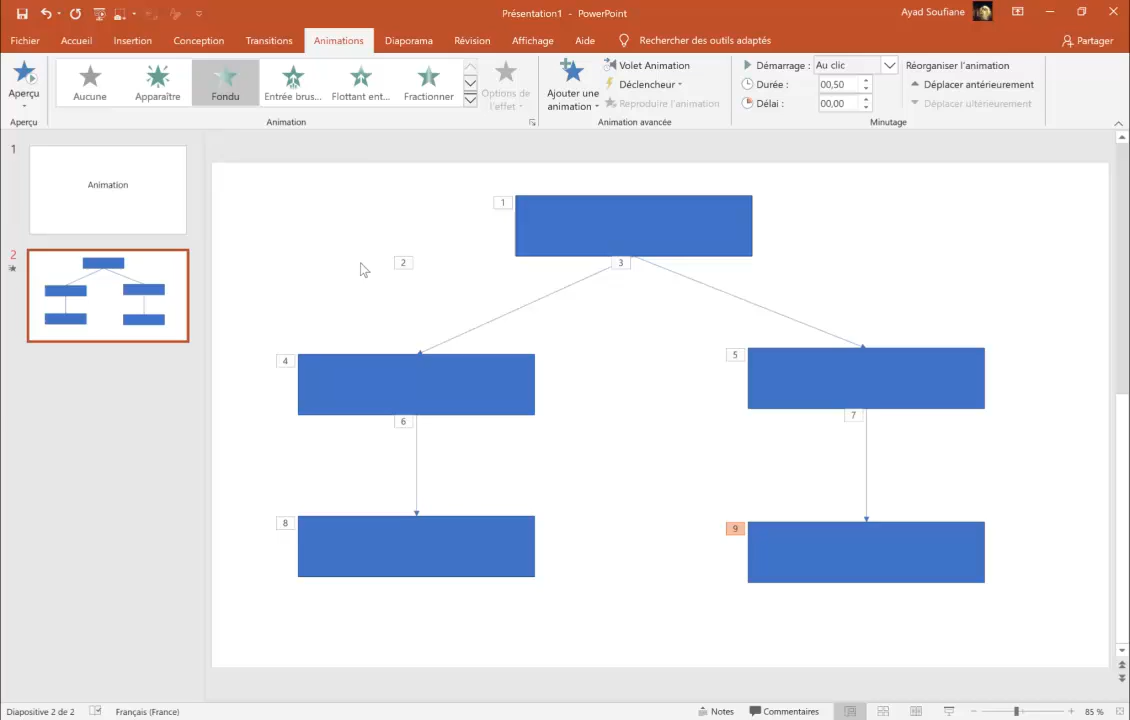 Présentation1 - PowerPoint
Ayad Soufiane
Fichier Accueil Insertion Conception Transitions Animations Diaporama Révision Affichage Aide Rechercher des outils adaptés Partager
Aperçu
Aucune Apparaître Fondu Entrée brus... Flottant ent... Fractionner
Options de l'effet
Ajouter une animation
Volet Animation
Déclencheur
Reproduire l'animation
Démarrage : Au clic
Durée : 00,50
Délai : 00,00
Réorganiser l'animation
Déplacer antérieurement
Déplacer ultérieurement
Aperçu Animation Animation avancée Minutage
1
Animation
2
1
2
3
4
5
6
7
8
9
Diapositive 2 de 2 Français (France) Notes Commentaires 85 %